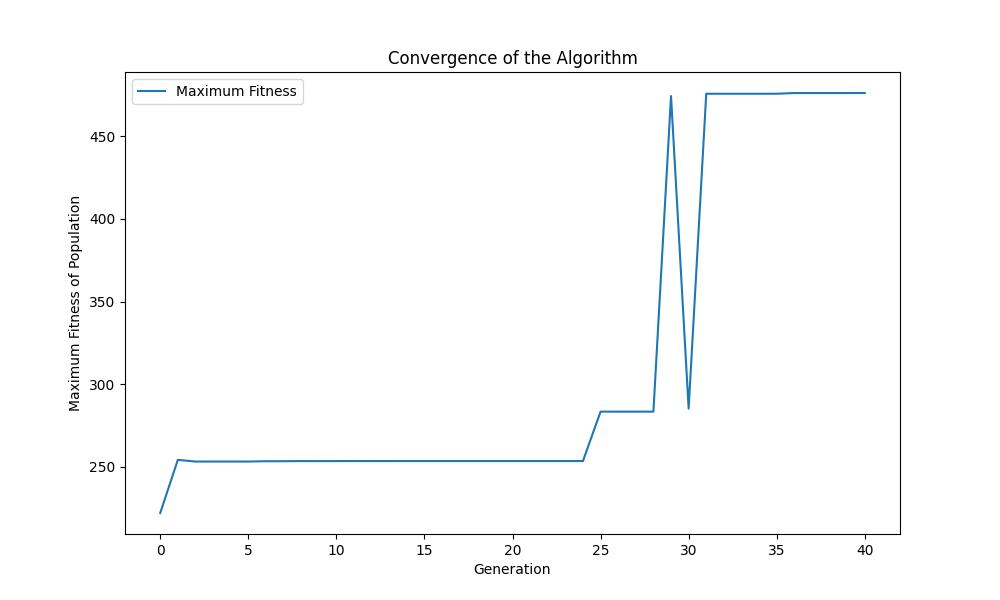 Convergence of the Algorithm
Maximum Fitness
Maximum Fitness of Population
450
400
350
300
250
0 5 10 15 20 25 30 35 40
Generation